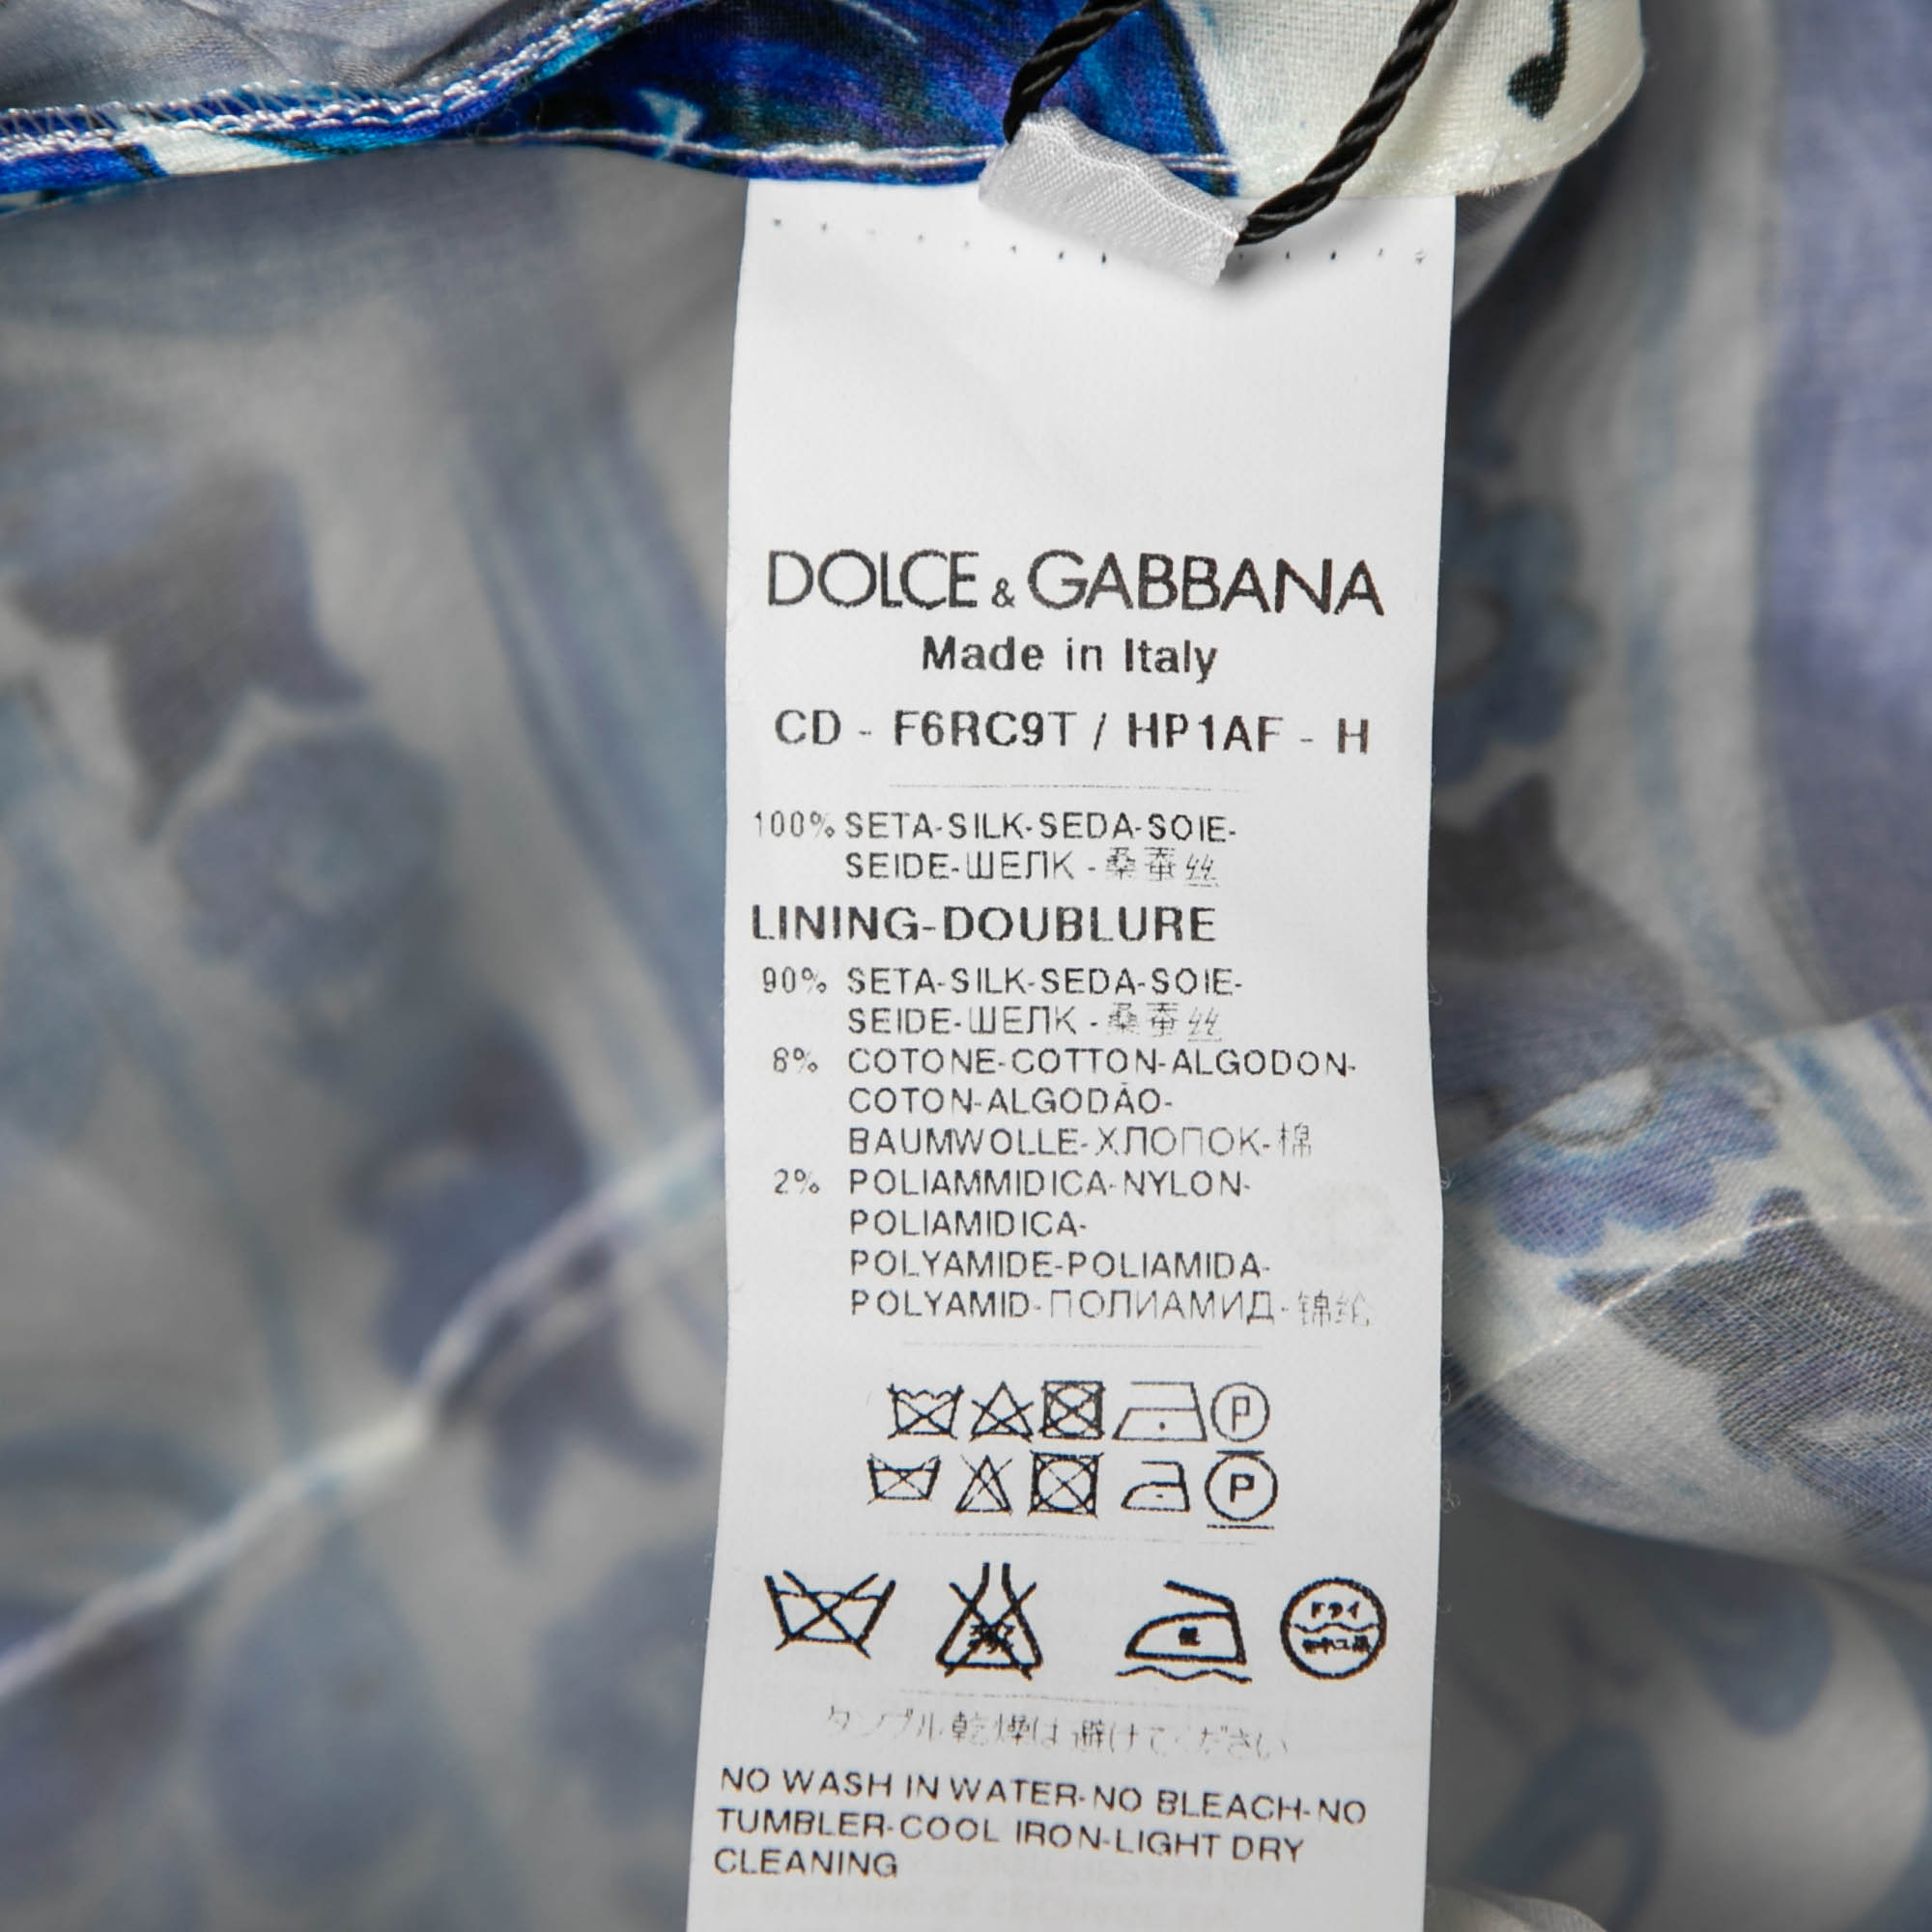 DOLCE & GABBANA
Made in Italy
CD - F6RC9T / HP1AF - H
100% SETA-SILK-SEDA-SOIE-
SEIDE-ШЕЛК - 桑蚕丝
LINING-DOUBLURE
90% SETA-SILK-SEDA-SOIE-
SEIDE-ШЕЛК - 桑蚕丝
8% COTONE-COTTON-ALGODON-
COTON-ALGODÃO-
BAUMWOLLE-ХЛОПОК-棉
2% POLIAMMIDICA-NYLON-
POLIAMIDICA-
POLYAMIDE-POLIAMIDA-
POLYAMID-ПОЛИАМИД-锦纶
P
P
低 ドライ
タンブル乾燥は避けてください
NO WASH IN WATER-NO BLEACH-NO
TUMBLER-COOL IRON-LIGHT DRY
CLEANING